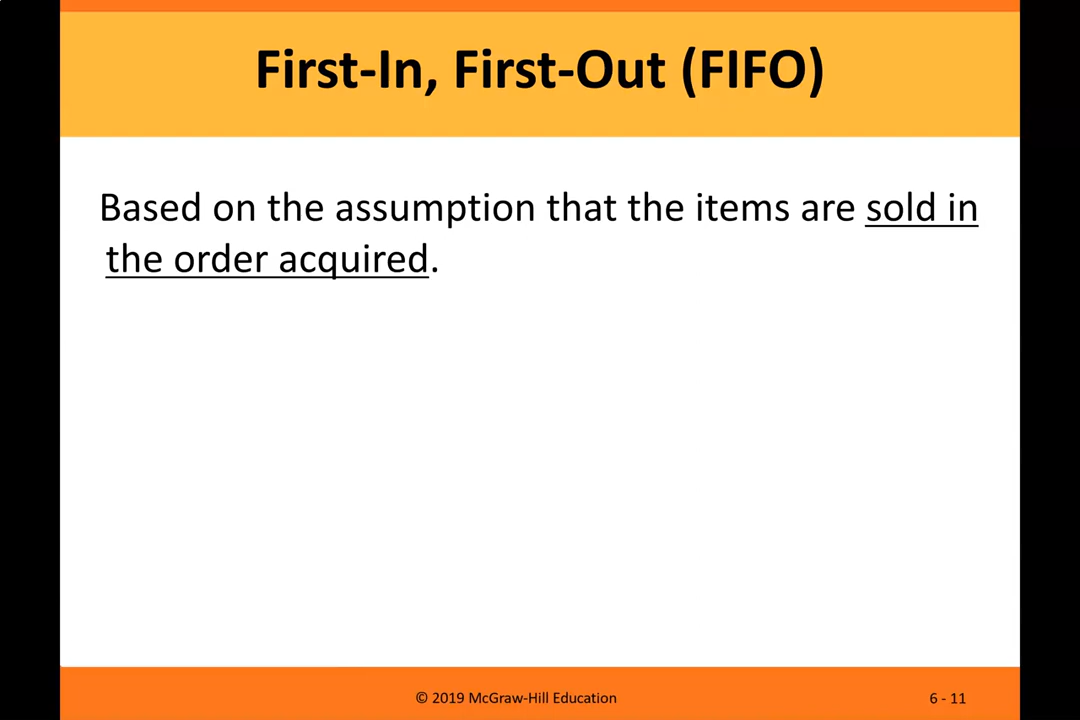 First-In, First-Out (FIFO)
Based on the assumption that the items are sold in
the order acquired.
© 2019 McGraw-Hill Education
6 - 11